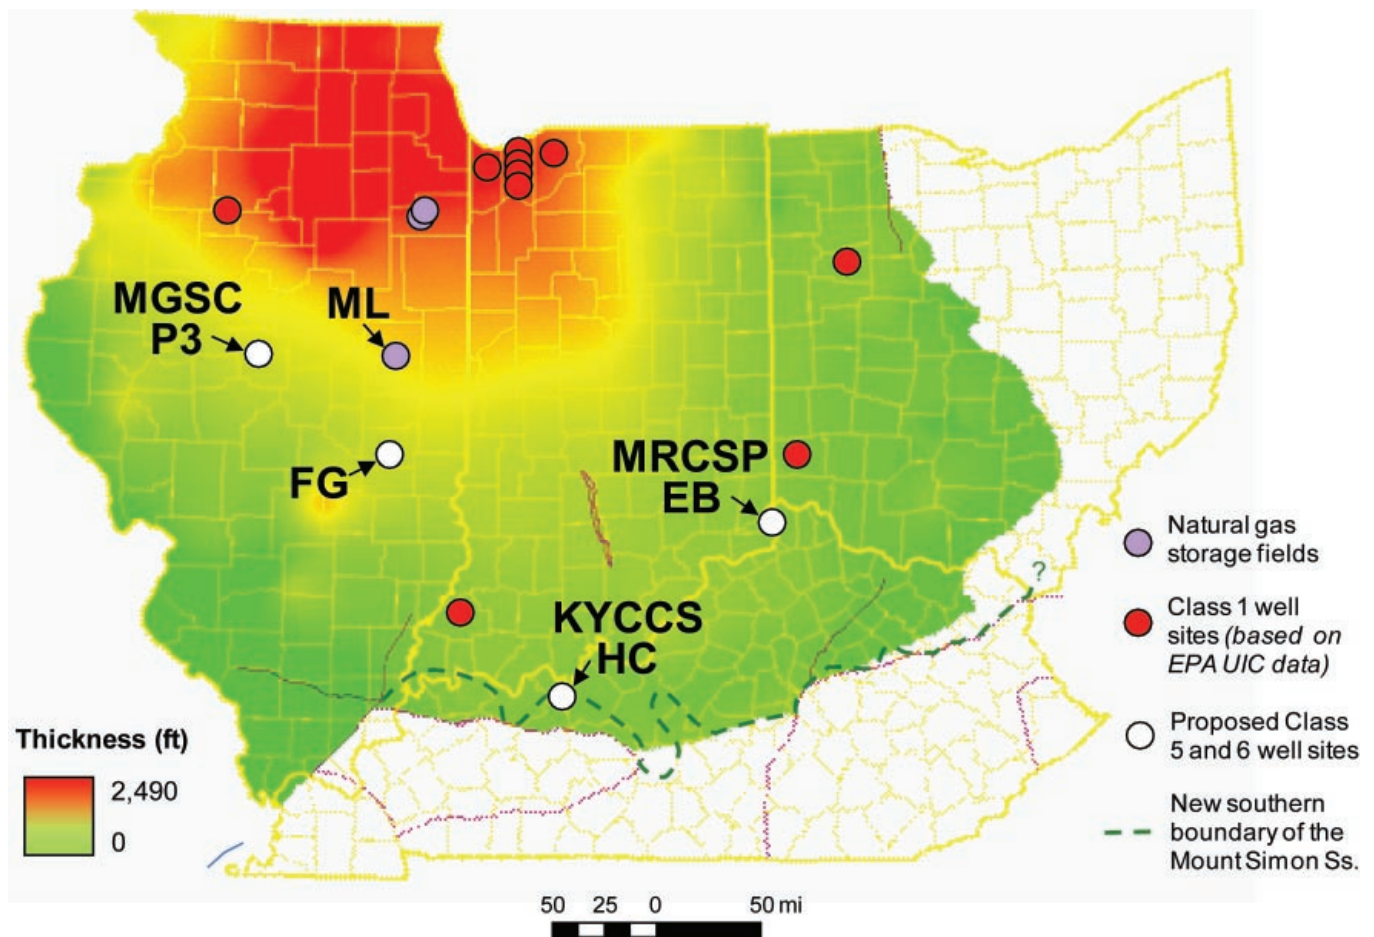 MGSC
P3
ML
FG
MRCSP
EB
KYCCS
HC
?
Natural gas
storage fields
Class 1 well
sites (based on
EPA UIC data)
Proposed Class
5 and 6 well sites
New southern
boundary of the
Mount Simon Ss.
Thickness (ft)
2,490
0
50 25 0 50 mi